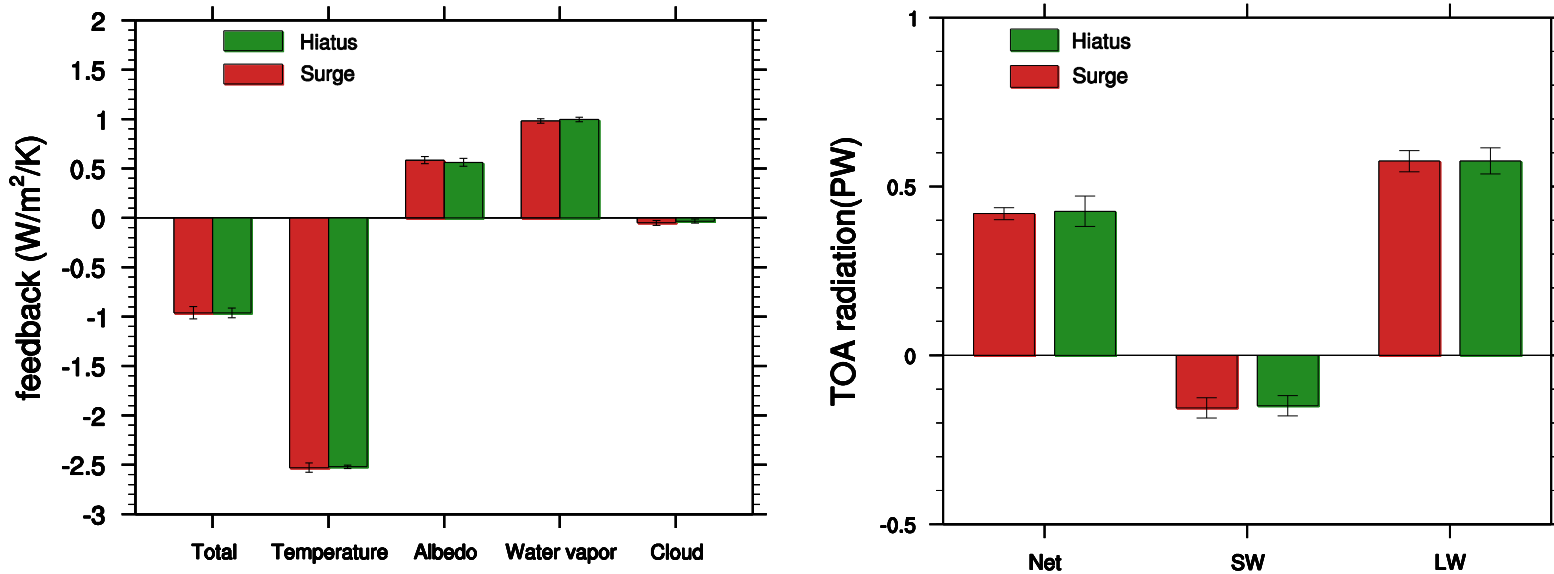 feedback (W/m²/K)
2
1.5
1
0.5
0
-0.5
-1
-1.5
-2
-2.5
-3
Hiatus
Surge
Total Temperature Albedo Water vapor Cloud
TOA radiation(PW)
1
0.5
0
-0.5
Hiatus
Surge
Net SW LW